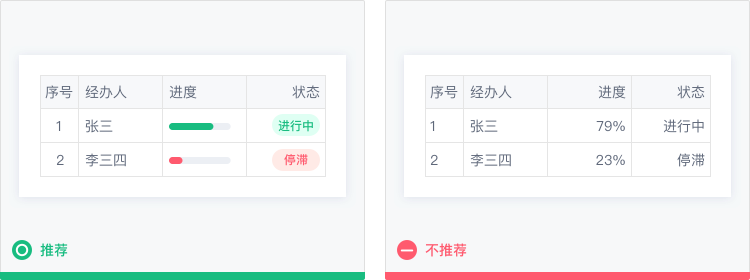 序号 经办人 进度 状态
1 张三 进行中
2 李三四 停滞
推荐
序号 经办人 进度 状态
1 张三 79% 进行中
2 李三四 23% 停滞
不推荐